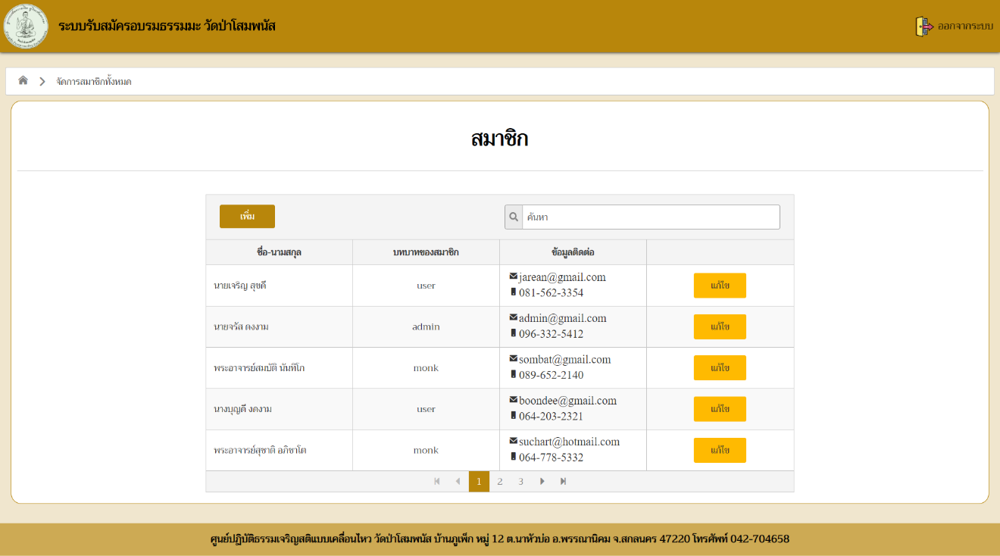 ระบบรับสมัครอบรมธรรมมะ วัดป่าโสมพนัส
ออกจากระบบ
จัดการสมาชิกทั้งหมด
สมาชิก
เพิ่ม
ค้นหา
ชื่อ-นามสกุล บทบาทของสมาชิก ข้อมูลติดต่อ
นายเจริญ สุขดี user jarean@gmail.com แก้ไข
081-562-3354
นายจรัส ดงงาม admin admin@gmail.com แก้ไข
096-332-5412
พระอาจารย์สมบัติ นันทิโก monk sombat@gmail.com แก้ไข
089-652-2140
นางบุญดี งดงาม user boondee@gmail.com แก้ไข
064-203-2321
พระอาจารย์สุชาติ อภิชาโต monk suchart@hotmail.com แก้ไข
064-778-5332
1 2 3
ศูนย์ปฏิบัติธรรมเจริญสติแบบเคลื่อนไหว วัดป่าโสมพนัส บ้านภูเพ็ก หมู่ 12 ต.นาหัวบ่อ อ.พรรณานิคม จ.สกลนคร 47220 โทรศัพท์ 042-704658